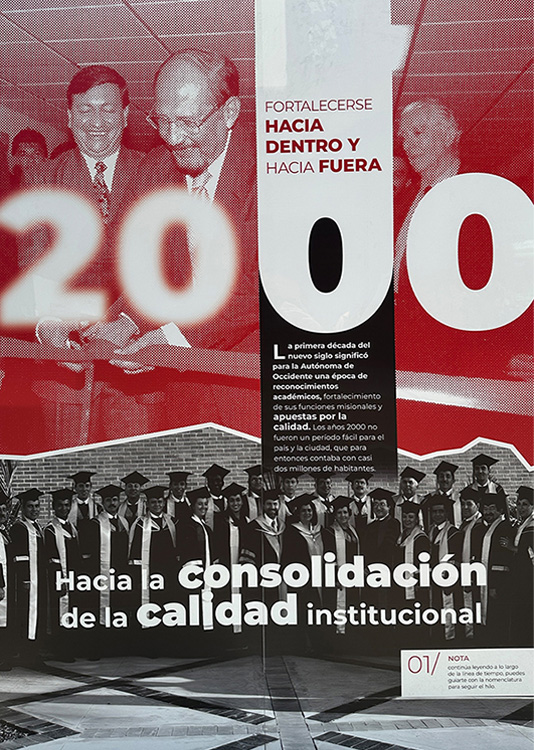 FORTALECERSE
HACIA
DENTRO Y
HACIA FUERA
2000
La primera década del
nuevo siglo significó
para la Autónoma de
Occidente una época de
reconocimientos
académicos, fortalecimiento
de sus funciones misionales y
apuestas por la
calidad. Los años 2000 no
fueron un periodo fácil para el
país y la ciudad, que para
entonces contaba con casi
dos millones de habitantes.
Hacia la consolidación
de la calidad institucional
01/
NOTA
continúa leyendo a lo largo
de la línea de tiempo, puedes
guiarte con la nomenclatura
para seguir el hilo.